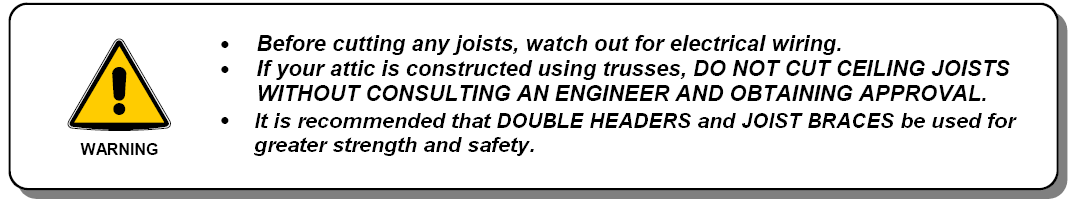 • Before cutting any joists, watch out for electrical wiring.
• If your attic is constructed using trusses, DO NOT CUT CEILING JOISTS
WITHOUT CONSULTING AN ENGINEER AND OBTAINING APPROVAL.
• It is recommended that DOUBLE HEADERS and JOIST BRACES be used for
greater strength and safety.
WARNING